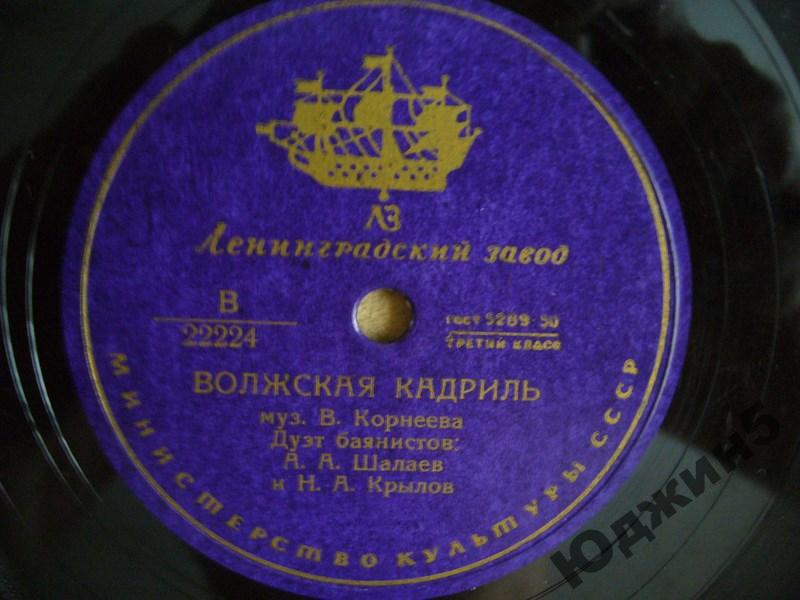 ЛЗ
Ленинградский завод
В
22224
ГОСТ 5289-50
ТРЕТИЙ КЛАСС
ВОЛЖСКАЯ КАДРИЛЬ
муз. В. Корнеева
Дуэт баянистов:
А. А. Шалаев
и Н. А. Крылов
МИНИСТЕРСТВО КУЛЬТУРЫ СССР
Юджин5